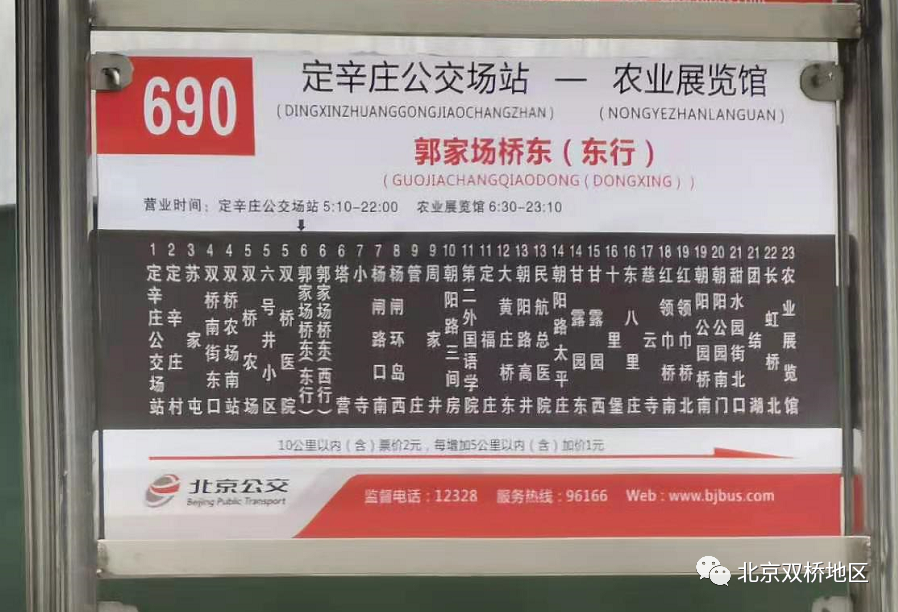 690
定辛庄公交场站 — 农业展览馆
(DINGXINZHUANGGONGJIAOCHANGZHAN) (NONGYEZHANLANGUAN)
郭家场桥东(东行)
(GUOJIACHANGQIAODONG(DONGXING))
营业时间:定辛庄公交场站 5:10-22:00 农业展览馆 6:30-23:10
1 定辛庄公交场站
2 定辛庄村
3 苏家屯
4 双桥南街东口
4 双桥农场南站
5 双桥农场
5 六号井小区
5 双桥医院
6 郭家场桥东(东行)
6 郭家场桥东(西行)
6 塔营
7 小寺
7 杨闸路口南
8 杨闸环岛西
9 管庄
9 周家井
10 朝阳路三间房
11 第二外国语学院
11 定福庄
12 大黄庄桥东
13 朝阳路高井
13 民航总医院
14 朝阳路太平庄
14 甘露园东
15 甘露园西
16 十里堡
16 东八里庄
17 慈云寺
18 红领巾桥南
19 红领巾桥北
19 朝阳公园桥南
20 朝阳公园南门
21 甜水园街北口
21 团结湖
22 长虹桥北
23 农业展览馆
10公里以内(含)票价2元,每增加5公里以内(含)加价1元
北京公交
Beijing Public Transport
监督电话:12328 服务热线:96166 Web:www.bjbus.com
北京双桥地区